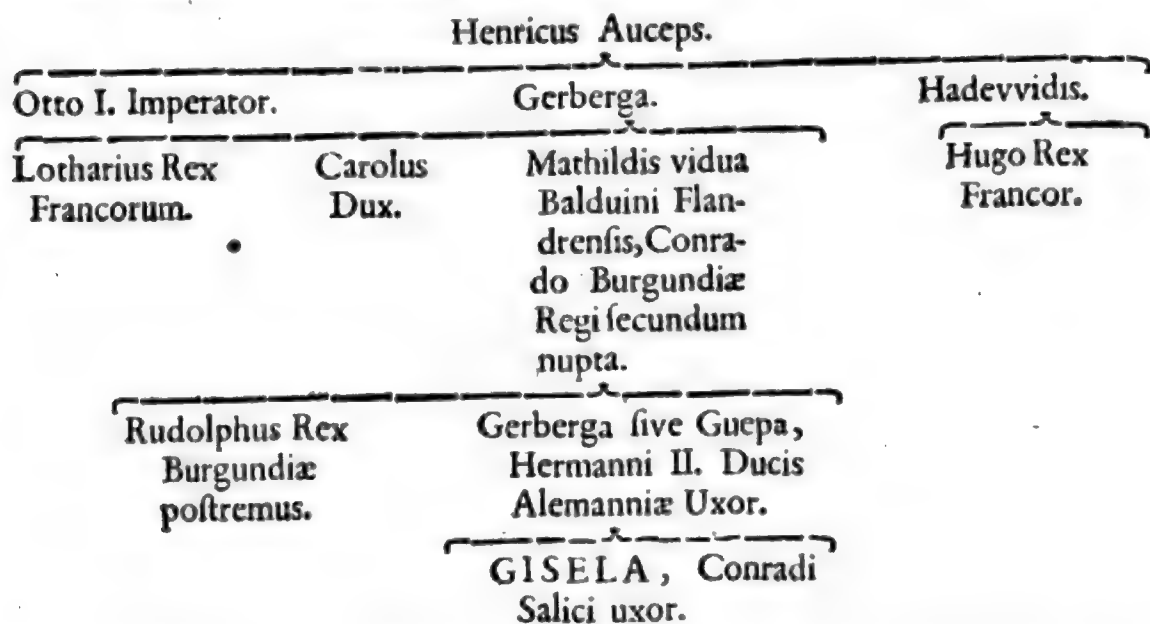 Henricus Auceps.
Otto I. Imperator. Gerberga. Hadevvidis.
Lotharius Rex
Francorum.
Carolus
Dux.
Mathildis vidua
Balduini Flan-
drenſis, Conra-
do Burgundiæ
Regi ſecundum
nupta.
Hugo Rex
Francor.
Rudolphus Rex
Burgundiæ
poſtremus.
Gerberga ſive Guepa,
Hermanni II. Ducis
Alemanniæ Uxor.
GISELA, Conradi
Salici uxor.